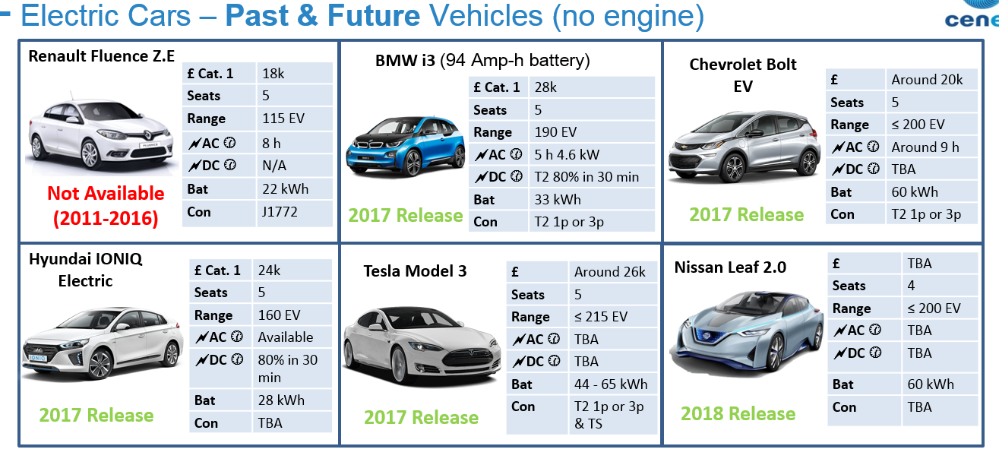 Electric Cars – Past & Future Vehicles (no engine)
Renault Fluence Z.E
£ Cat. 1 18k
Seats 5
Range 115 EV
AC 8 h
DC N/A
Bat 22 kWh
Con J1772
Not Available
(2011-2016)
BMW i3 (94 Amp-h battery)
£ Cat. 1 28k
Seats 5
Range 190 EV
AC 5 h 4.6 kW
DC T2 80% in 30 min
Bat 33 kWh
Con T2 1p or 3p
2017 Release
Chevrolet Bolt
EV
£ Around 20k
Seats 5
Range ≤ 200 EV
AC Around 9 h
DC TBA
Bat 60 kWh
Con T2 1p or 3p
2017 Release
Hyundai IONIQ
Electric
£ Cat. 1 24k
Seats 5
Range 160 EV
AC Available
DC 80% in 30
min
Bat 28 kWh
Con TBA
IONIQ
2017 Release
Tesla Model 3
£ Around 26k
Seats 5
Range ≤ 215 EV
AC TBA
DC TBA
Bat 44 - 65 kWh
Con T2 1p or 3p
& TS
2017 Release
Nissan Leaf 2.0
£ TBA
Seats 4
Range ≤ 200 EV
AC TBA
DC TBA
Bat 60 kWh
Con TBA
2018 Release
FLUENCE